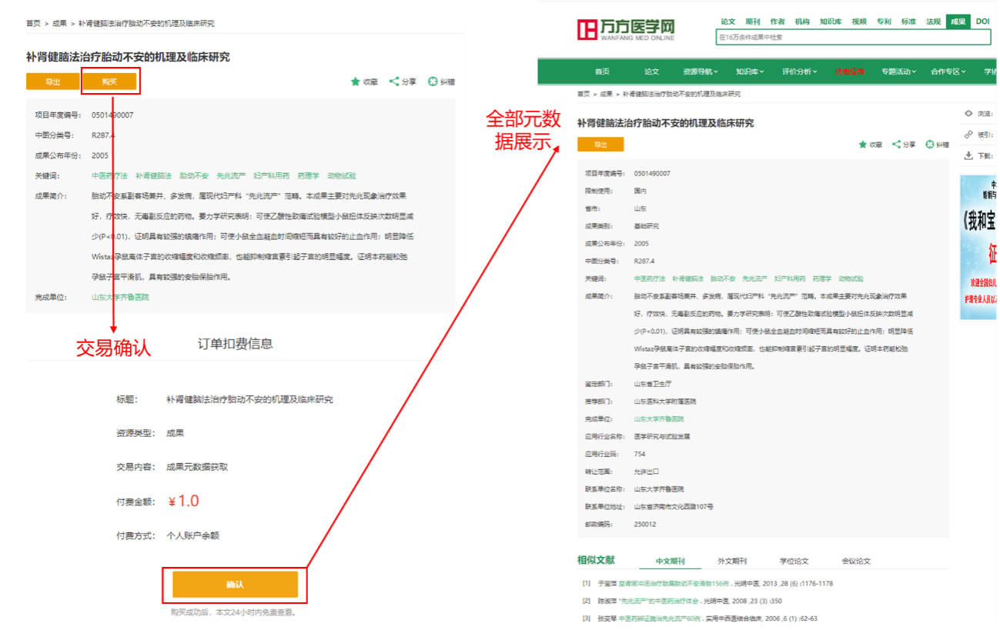 首页 > 成果 > 补肾健脑法治疗胎动不安的机理及临床研究
补肾健脑法治疗胎动不安的机理及临床研究
导出
购买
收藏
分享
纠错
项目年度编号: 0501490007
中图分类号: R287.4
成果公布年份: 2005
关键词: 中医药疗法 补肾健脑法 胎动不安 先兆流产 妇产科用药 药理学 动物试验
成果简介: 胎动不安系副客场兼并、多发病, 属现代妇产科 "先兆流产" 范畴。本成果主要对先兆现象治疗效果
好, 疗效快, 无毒副反应的药物。要力学研究表明: 可使乙酸性致痛试验模型小鼠扭体反映次数明显减
少(P<0.01), 证明具有较强的镇痛作用; 可使小鼠全血凝血时间缩短而具有较好的止血作用; 明显降低
Wistaz孕鼠离体子宫的收缩幅度和收缩频率, 也能抑制缩宫素引起子宫的明显幅度。证明本药能松弛
孕鼠子宫平滑肌, 具有较强的安胎保胎作用。
完成单位: 山东大学齐鲁医院
交易确认
订单扣费信息
标题: 补肾健脑法治疗胎动不安的机理及临床研究
资源类型: 成果
交易内容: 成果元数据获取
付费金额: ¥1.0
付费方式: 个人账户余额
确认
购买成功后, 本文24小时内免费查看。
全部元数
据展示
万方医学网
WANFANG MED ONLINE
论文 期刊 作者 机构 知识库 视频 专利 标准 法规 成果 DOI
在16万余件成果中检索
首页 论文 资源导航 知识库 评价分析 抗击疫情 专题活动 合作专区 学
首页 > 成果 > 补肾健脑法治疗胎动不安的机理及临床研究
补肾健脑法治疗胎动不安的机理及临床研究
导出
收藏
分享
纠错
浏览:
被引:
下载:
项目年度编号: 0501490007
限制使用: 国内
省市: 山东
成果类别: 基础研究
成果公布年份: 2005
中图分类号: R287.4
关键词: 中医药疗法 补肾健脑法 胎动不安 先兆流产 妇产科用药 药理学 动物试验
成果简介: 胎动不安系副客场兼并、多发病, 属现代妇产科 "先兆流产" 范畴。本成果主要对先兆现象治疗效果
好, 疗效快, 无毒副反应的药物。要力学研究表明: 可使乙酸性致痛试验模型小鼠扭体反映次数明显减
少(P<0.01), 证明具有较强的镇痛作用; 可使小鼠全血凝血时间缩短而具有较好的止血作用; 明显降低
Wistaz孕鼠离体子宫的收缩幅度和收缩频率, 也能抑制缩宫素引起子宫的明显幅度。证明本药能松弛
孕鼠子宫平滑肌, 具有较强的安胎保胎作用。
鉴定部门: 山东省卫生厅
推荐部门: 山东医科大学附属医院
完成单位: 山东大学齐鲁医院
应用行业名称: 医学研究与试验发展
应用行业码: 754
转让范围: 允许出口
联系单位名称: 山东大学齐鲁医院
联系单位地址: 山东省济南市文化西路107号
邮政编码: 250012
《我和宝
征
欢迎全国妇儿
护理专业人员以
相似文献 中文期刊 外文期刊 学位论文 会议论文
[1] 于宝萍 益肾固冲汤治疗胎漏胎动不安滑胎156例 . 光明中医, 2013 ,28 (6) :1176-1178
[2] 陈淑萍 "先兆流产"的中医药治疗体会 . 光明中医, 2008 ,23 (3) :350
[3] 张爱琴 中医药辨证施治先兆流产60例 . 实用中西医结合临床, 2006 ,6 (1) :62-63